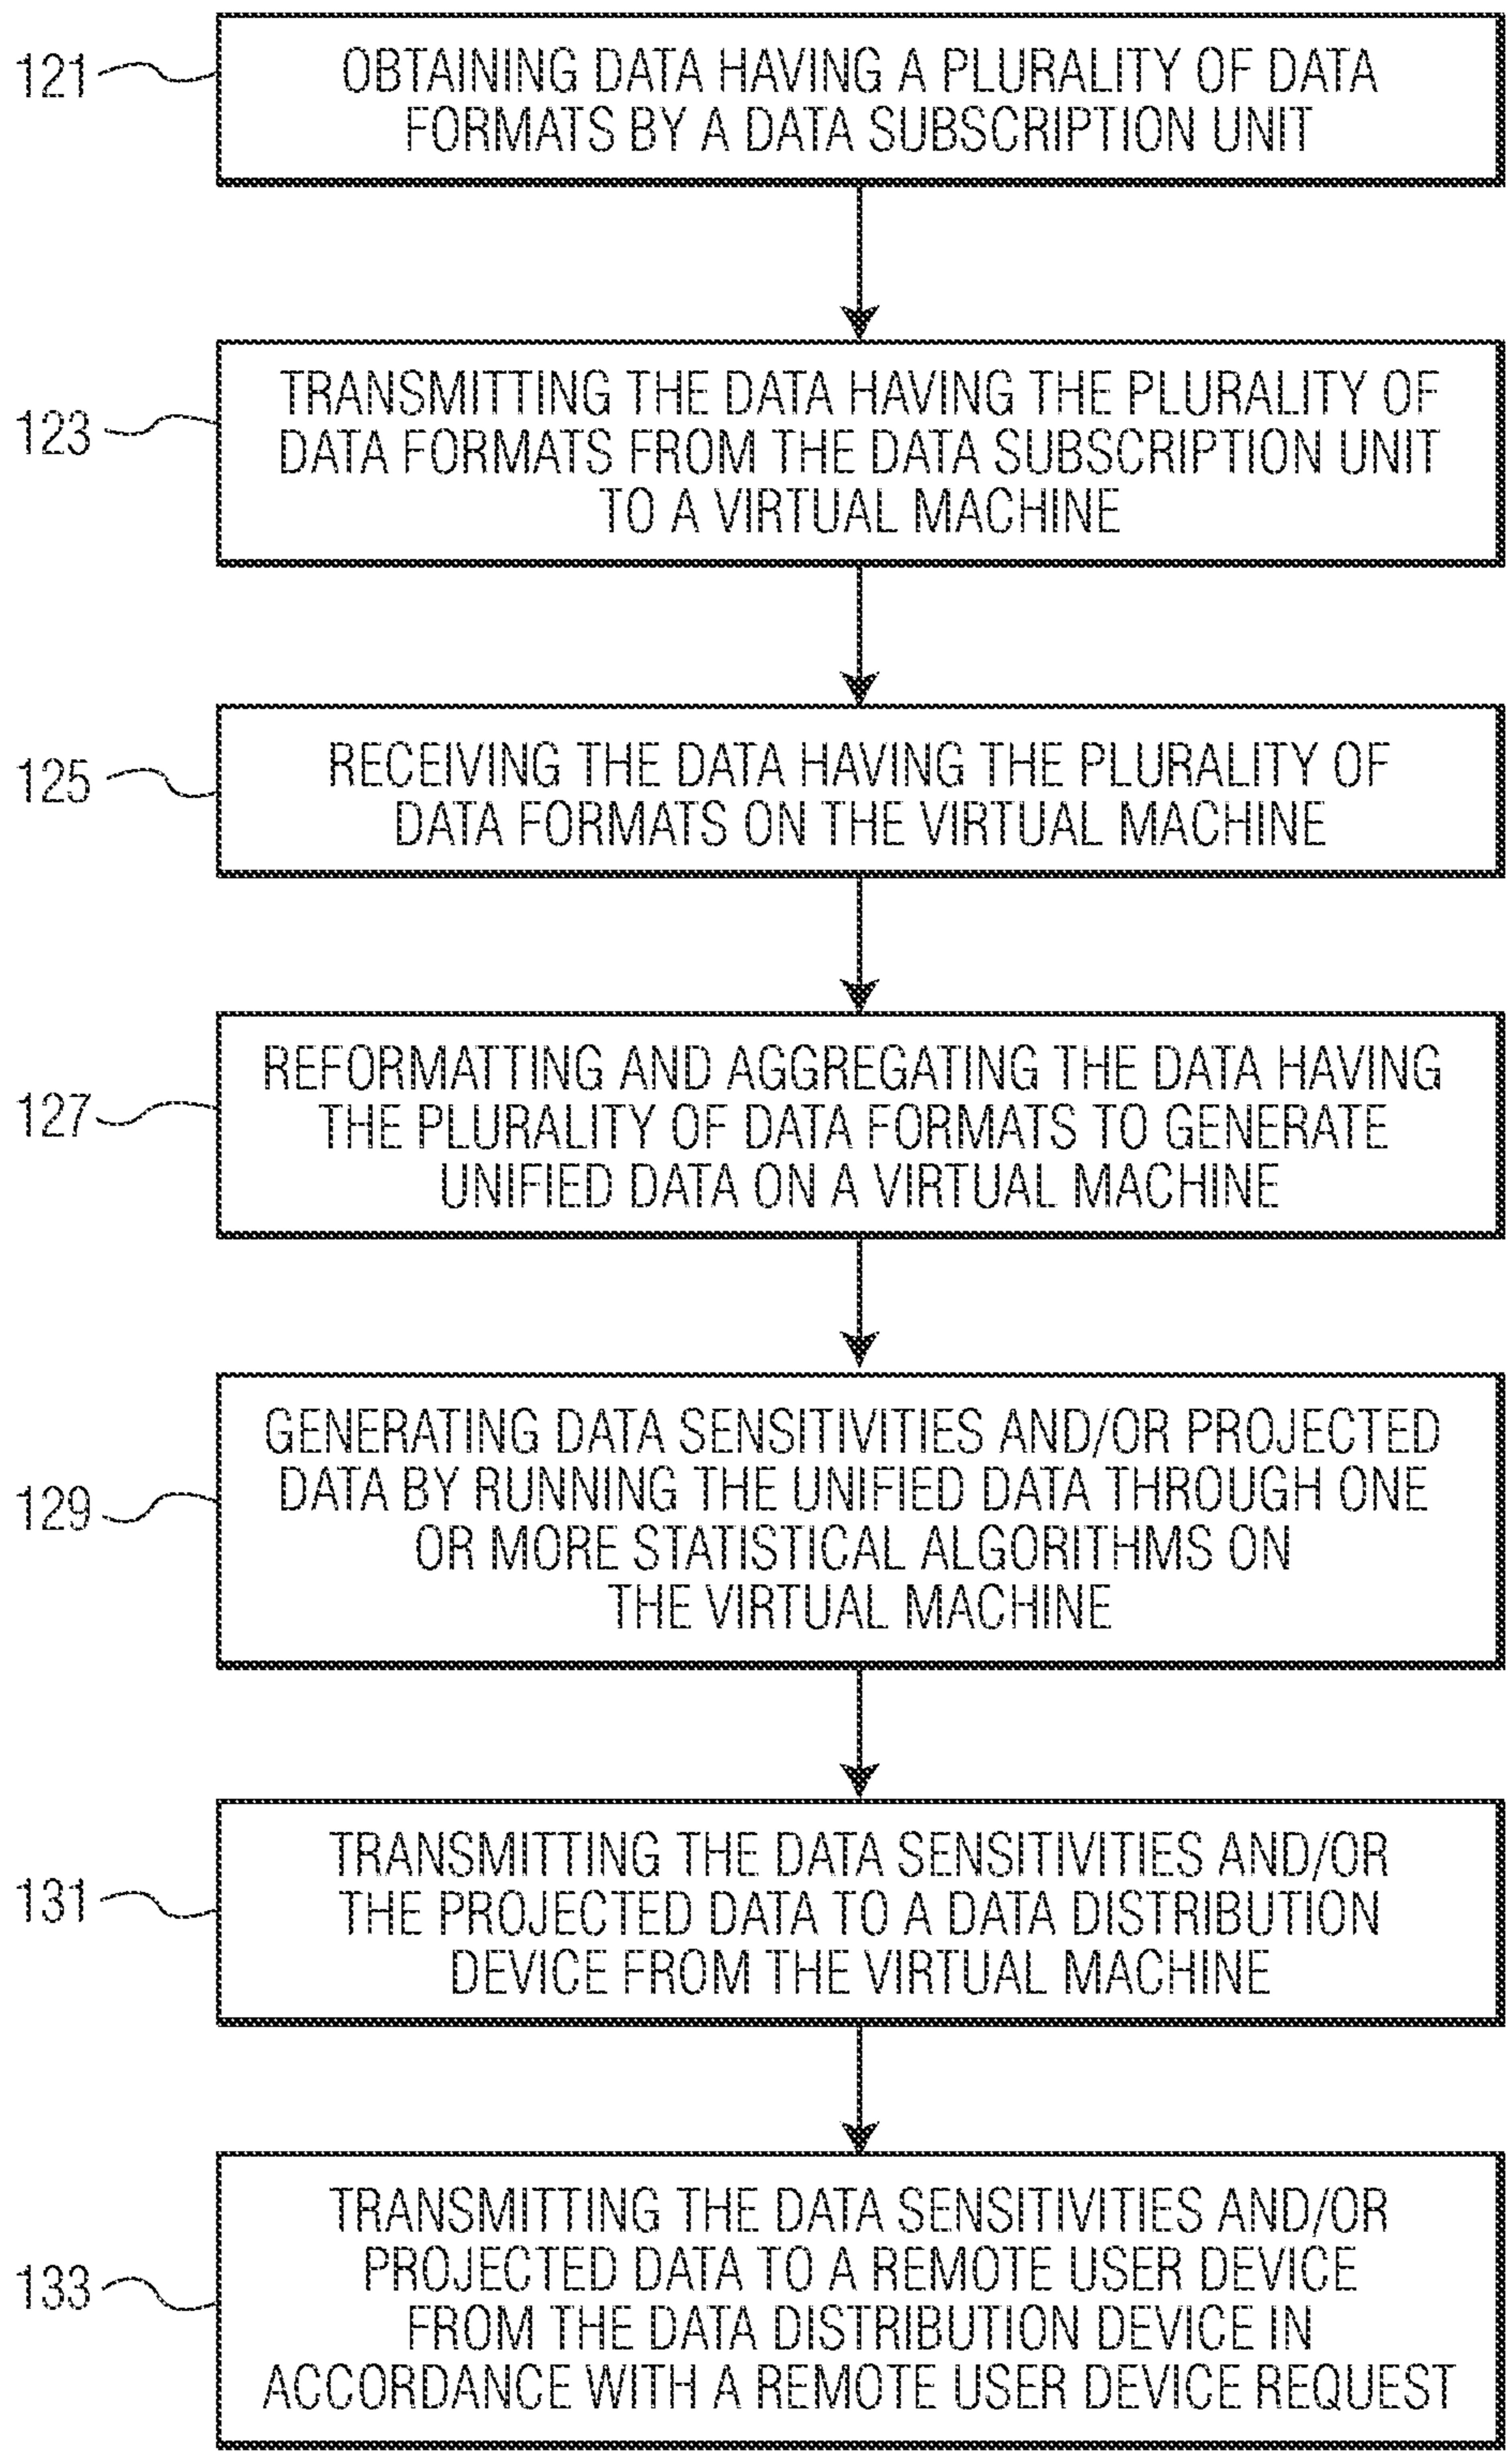 121
OBTAINING DATA HAVING A PLURALITY OF DATA
FORMATS BY A DATA SUBSCRIPTION UNIT
123
TRANSMITTING THE DATA HAVING THE PLURALITY OF
DATA FORMATS FROM THE DATA SUBSCRIPTION UNIT
TO A VIRTUAL MACHINE
125
RECEIVING THE DATA HAVING THE PLURALITY OF
DATA FORMATS ON THE VIRTUAL MACHINE
127
REFORMATTING AND AGGREGATING THE DATA HAVING
THE PLURALITY OF DATA FORMATS TO GENERATE
UNIFIED DATA ON A VIRTUAL MACHINE
129
GENERATING DATA SENSITIVITIES AND/OR PROJECTED
DATA BY RUNNING THE UNIFIED DATA THROUGH ONE
OR MORE STATISTICAL ALGORITHMS ON
THE VIRTUAL MACHINE
131
TRANSMITTING THE DATA SENSITIVITIES AND/OR
THE PROJECTED DATA TO A DATA DISTRIBUTION
DEVICE FROM THE VIRTUAL MACHINE
133
TRANSMITTING THE DATA SENSITIVITIES AND/OR
PROJECTED DATA TO A REMOTE USER DEVICE
FROM THE DATA DISTRIBUTION DEVICE IN
ACCORDANCE WITH A REMOTE USER DEVICE REQUEST